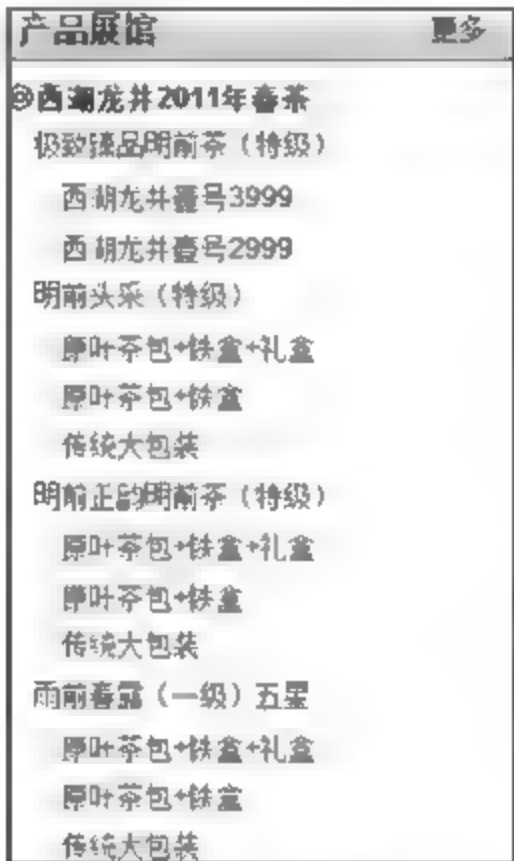 产品展馆 更多
◎西湖龙井2011年春茶
极致臻品明前茶（特级）
西湖龙井壹号3999
西湖龙井壹号2999
明前头采（特级）
原叶茶包+铁盒+礼盒
原叶茶包+铁盒
传统大包装
明前正韵明前茶（特级）
原叶茶包+铁盒+礼盒
原叶茶包+铁盒
传统大包装
雨前春露（一级）五星
原叶茶包+铁盒+礼盒
原叶茶包+铁盒
传统大包装